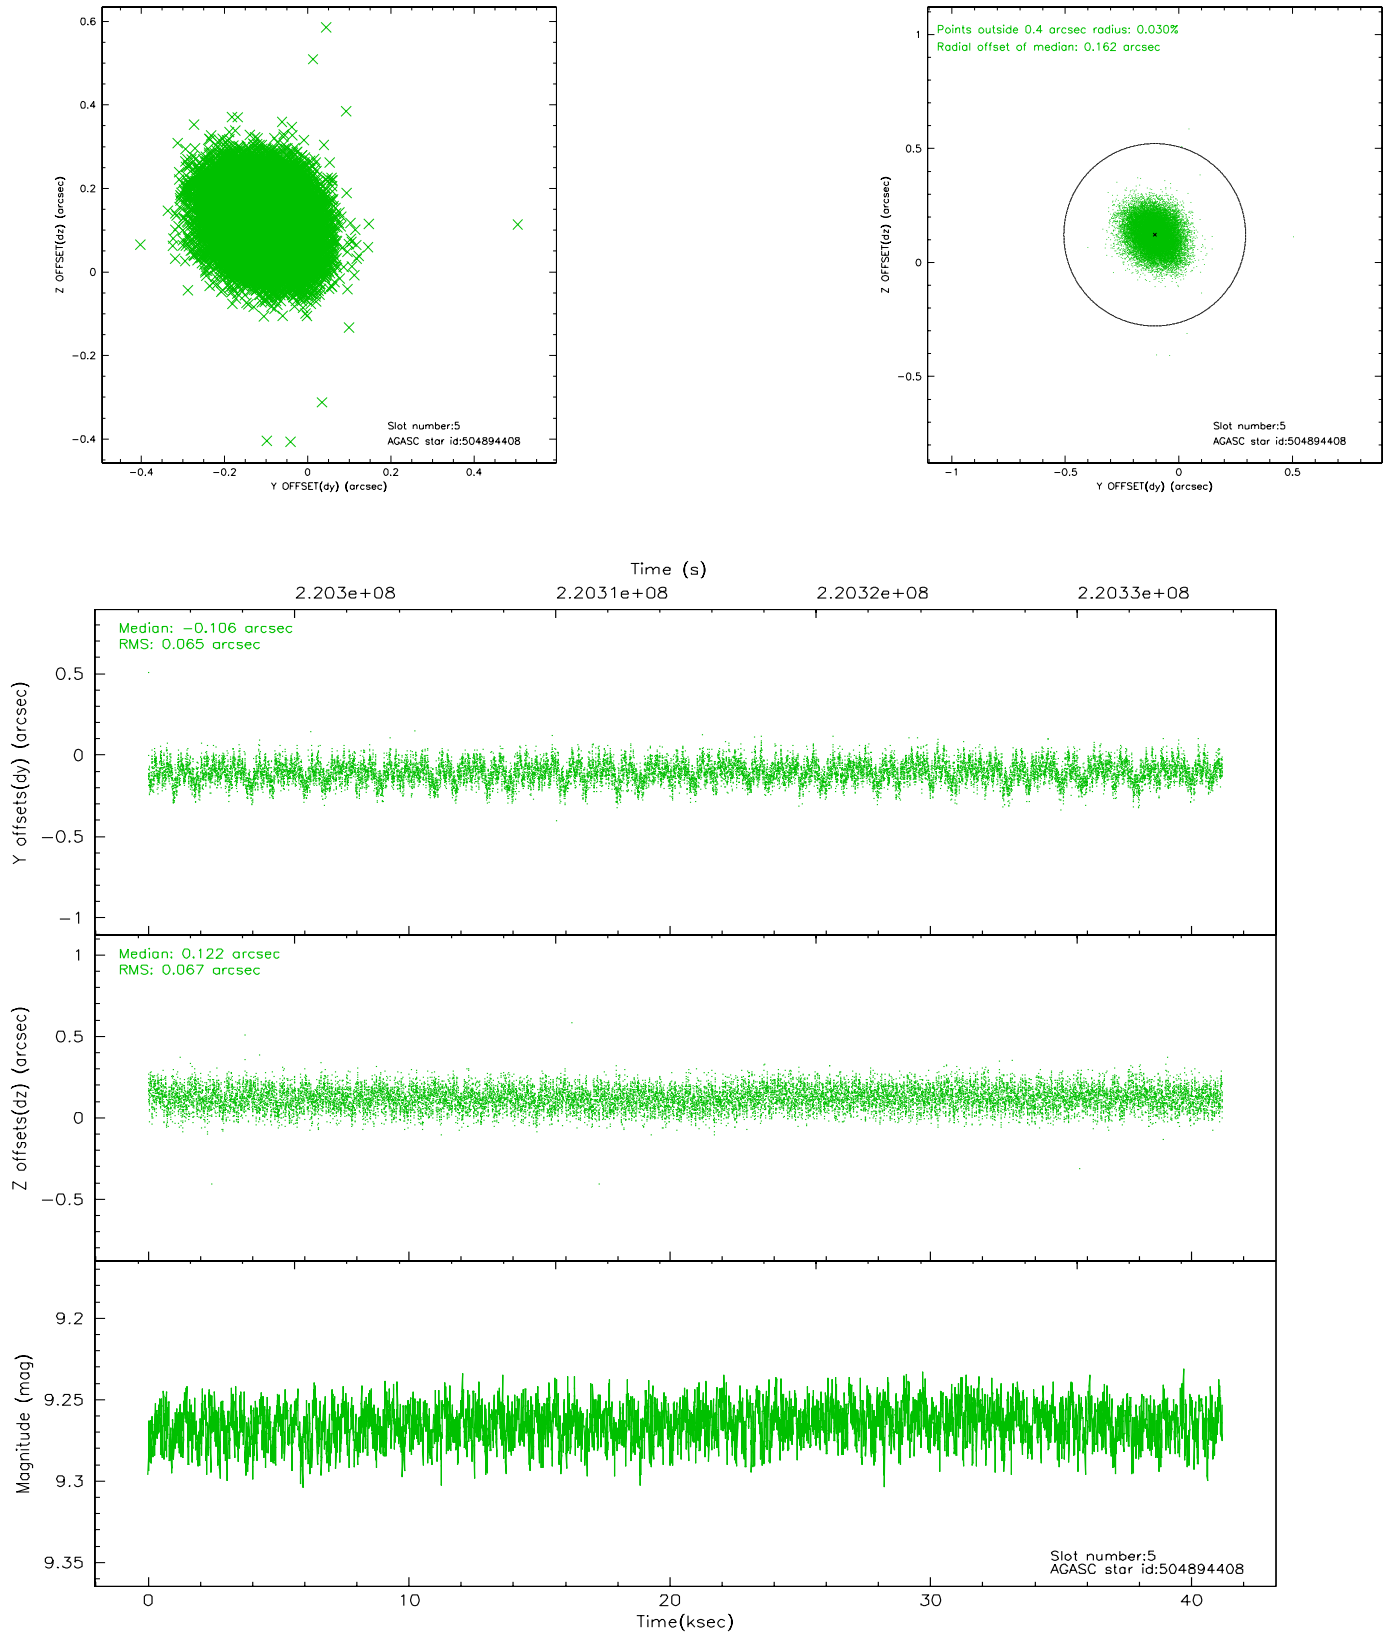 0.6
0.4
0.2
0
−0.2
−0.4
Z OFFSET(dz) (arcsec)
−0.4 −0.2 0 0.2 0.4
Y OFFSET(dy) (arcsec)
Slot number:5
AGASC star id:504894408
Points outside 0.4 arcsec radius: 0.030%
Radial offset of median: 0.162 arcsec
1
0.5
0
−0.5
Z OFFSET(dz) (arcsec)
−1 −0.5 0 0.5
Y OFFSET(dy) (arcsec)
Slot number:5
AGASC star id:504894408
Time (s)
2.203e+08 2.2031e+08 2.2032e+08 2.2033e+08
Median: −0.106 arcsec
RMS: 0.065 arcsec
0.5
0
−0.5
−1
Y offsets(dy) (arcsec)
Median: 0.122 arcsec
RMS: 0.067 arcsec
1
0.5
0
−0.5
Z offsets(dz) (arcsec)
9.2
9.25
9.3
9.35
Magnitude (mag)
Slot number:5
AGASC star id:504894408
0 10 20 30 40
Time(ksec)